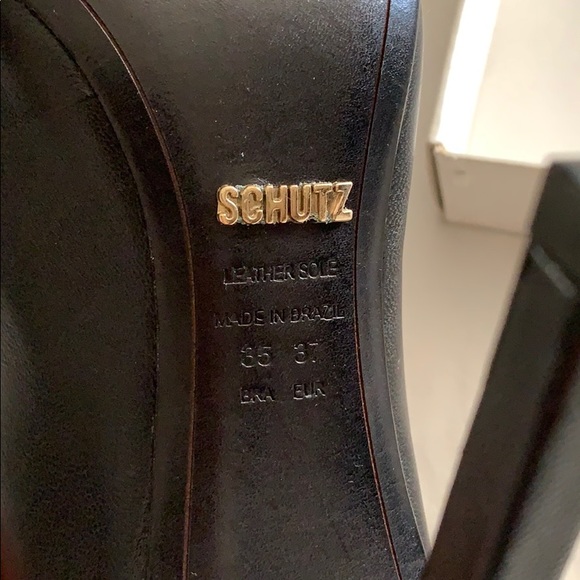 SCHUTZ
LEATHER SOLE
MADE IN BRAZIL
35 37
BRA EUR